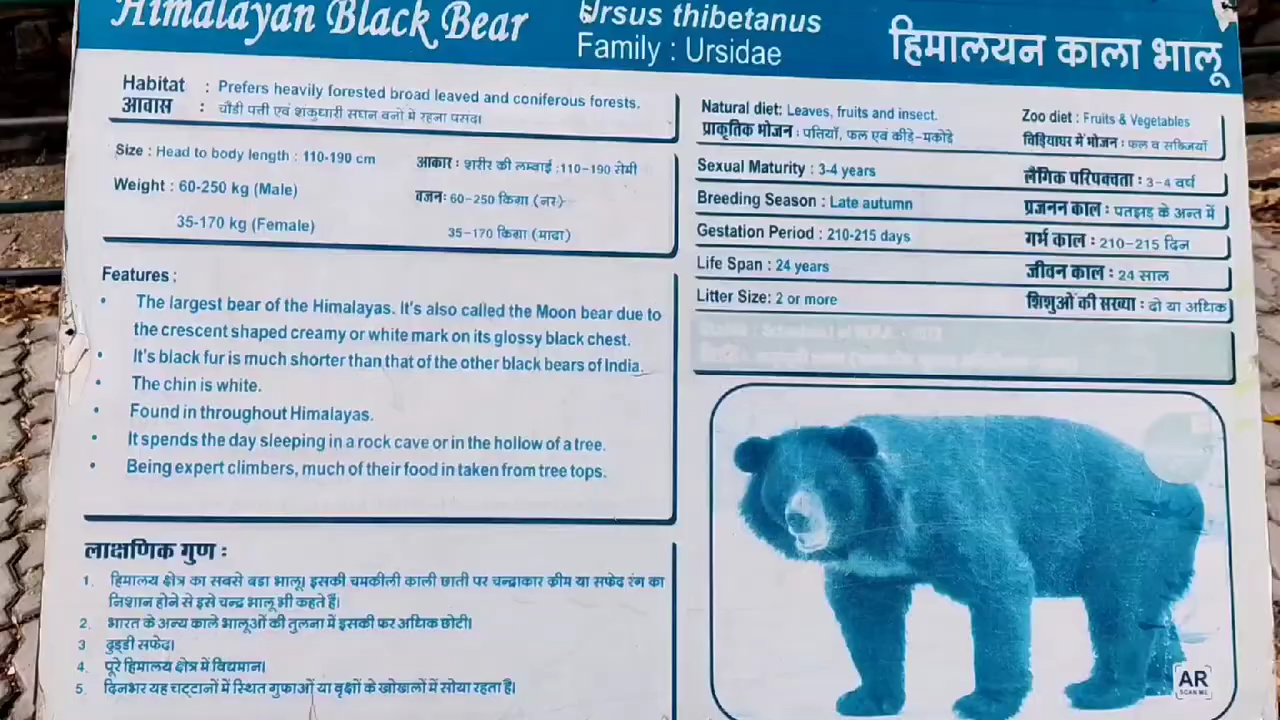 Himalayan Black Bear
Ursus thibetanus
Family : Ursidae
हिमालयन काला भालू
Habitat : Prefers heavily forested broad leaved and coniferous forests.
आवास : चौडी पत्ती एवं शंकुधारी सघन वनों में रहना पसंद।
Size : Head to body length : 110-190 cm
Weight : 60-250 kg (Male)
35-170 kg (Female)
आकार : शरीर की लम्बाई :110-190 सेमी
वजनः 60-250 किग्रा (नर)
35-170 किग्रा (मादा)
Features :
• The largest bear of the Himalayas. It's also called the Moon bear due to
the crescent shaped creamy or white mark on its glossy black chest.
• It's black fur is much shorter than that of the other black bears of India.
• The chin is white.
• Found in throughout Himalayas.
• It spends the day sleeping in a rock cave or in the hollow of a tree.
• Being expert climbers, much of their food in taken from tree tops.
लाक्षणिक गुण :
1. हिमालय क्षेत्र का सबसे बडा भालू। इसकी चमकीली काली छाती पर चन्द्राकार क्रीम या सफेद रंग का
निशान होने से इसे चन्द्र भालू भी कहते हैं।
2. भारत के अन्य काले भालूओं की तुलना में इसकी फर अधिक छोटी।
3 ठुड्डी सफेद।
4. पूरे हिमालय क्षेत्र में विद्यमान।
5. दिनभर यह चट्टानों में स्थित गुफाओं या वृक्षों के खोखलों में सोया रहता है।
Natural diet: Leaves, fruits and insect.
प्राकृतिक भोजन : पत्तियाँ, फल एवं कीड़े-मकोडे
Zoo diet : Fruits & Vegetables
चिड़ियाघर में भोजन : फल व सब्जियाँ
Sexual Maturity : 3-4 years
लैंगिक परिपक्वता : 3-4 वर्ष
Breeding Season : Late autumn
प्रजनन काल : पतझड़ के अन्त में
Gestation Period : 210-215 days
गर्भ काल : 210-215 दिन
Life Span : 24 years
जीवन काल : 24 साल
Litter Size: 2 or more
शिशुओं की संख्या : दो या अधिक
AR
SCAN ME